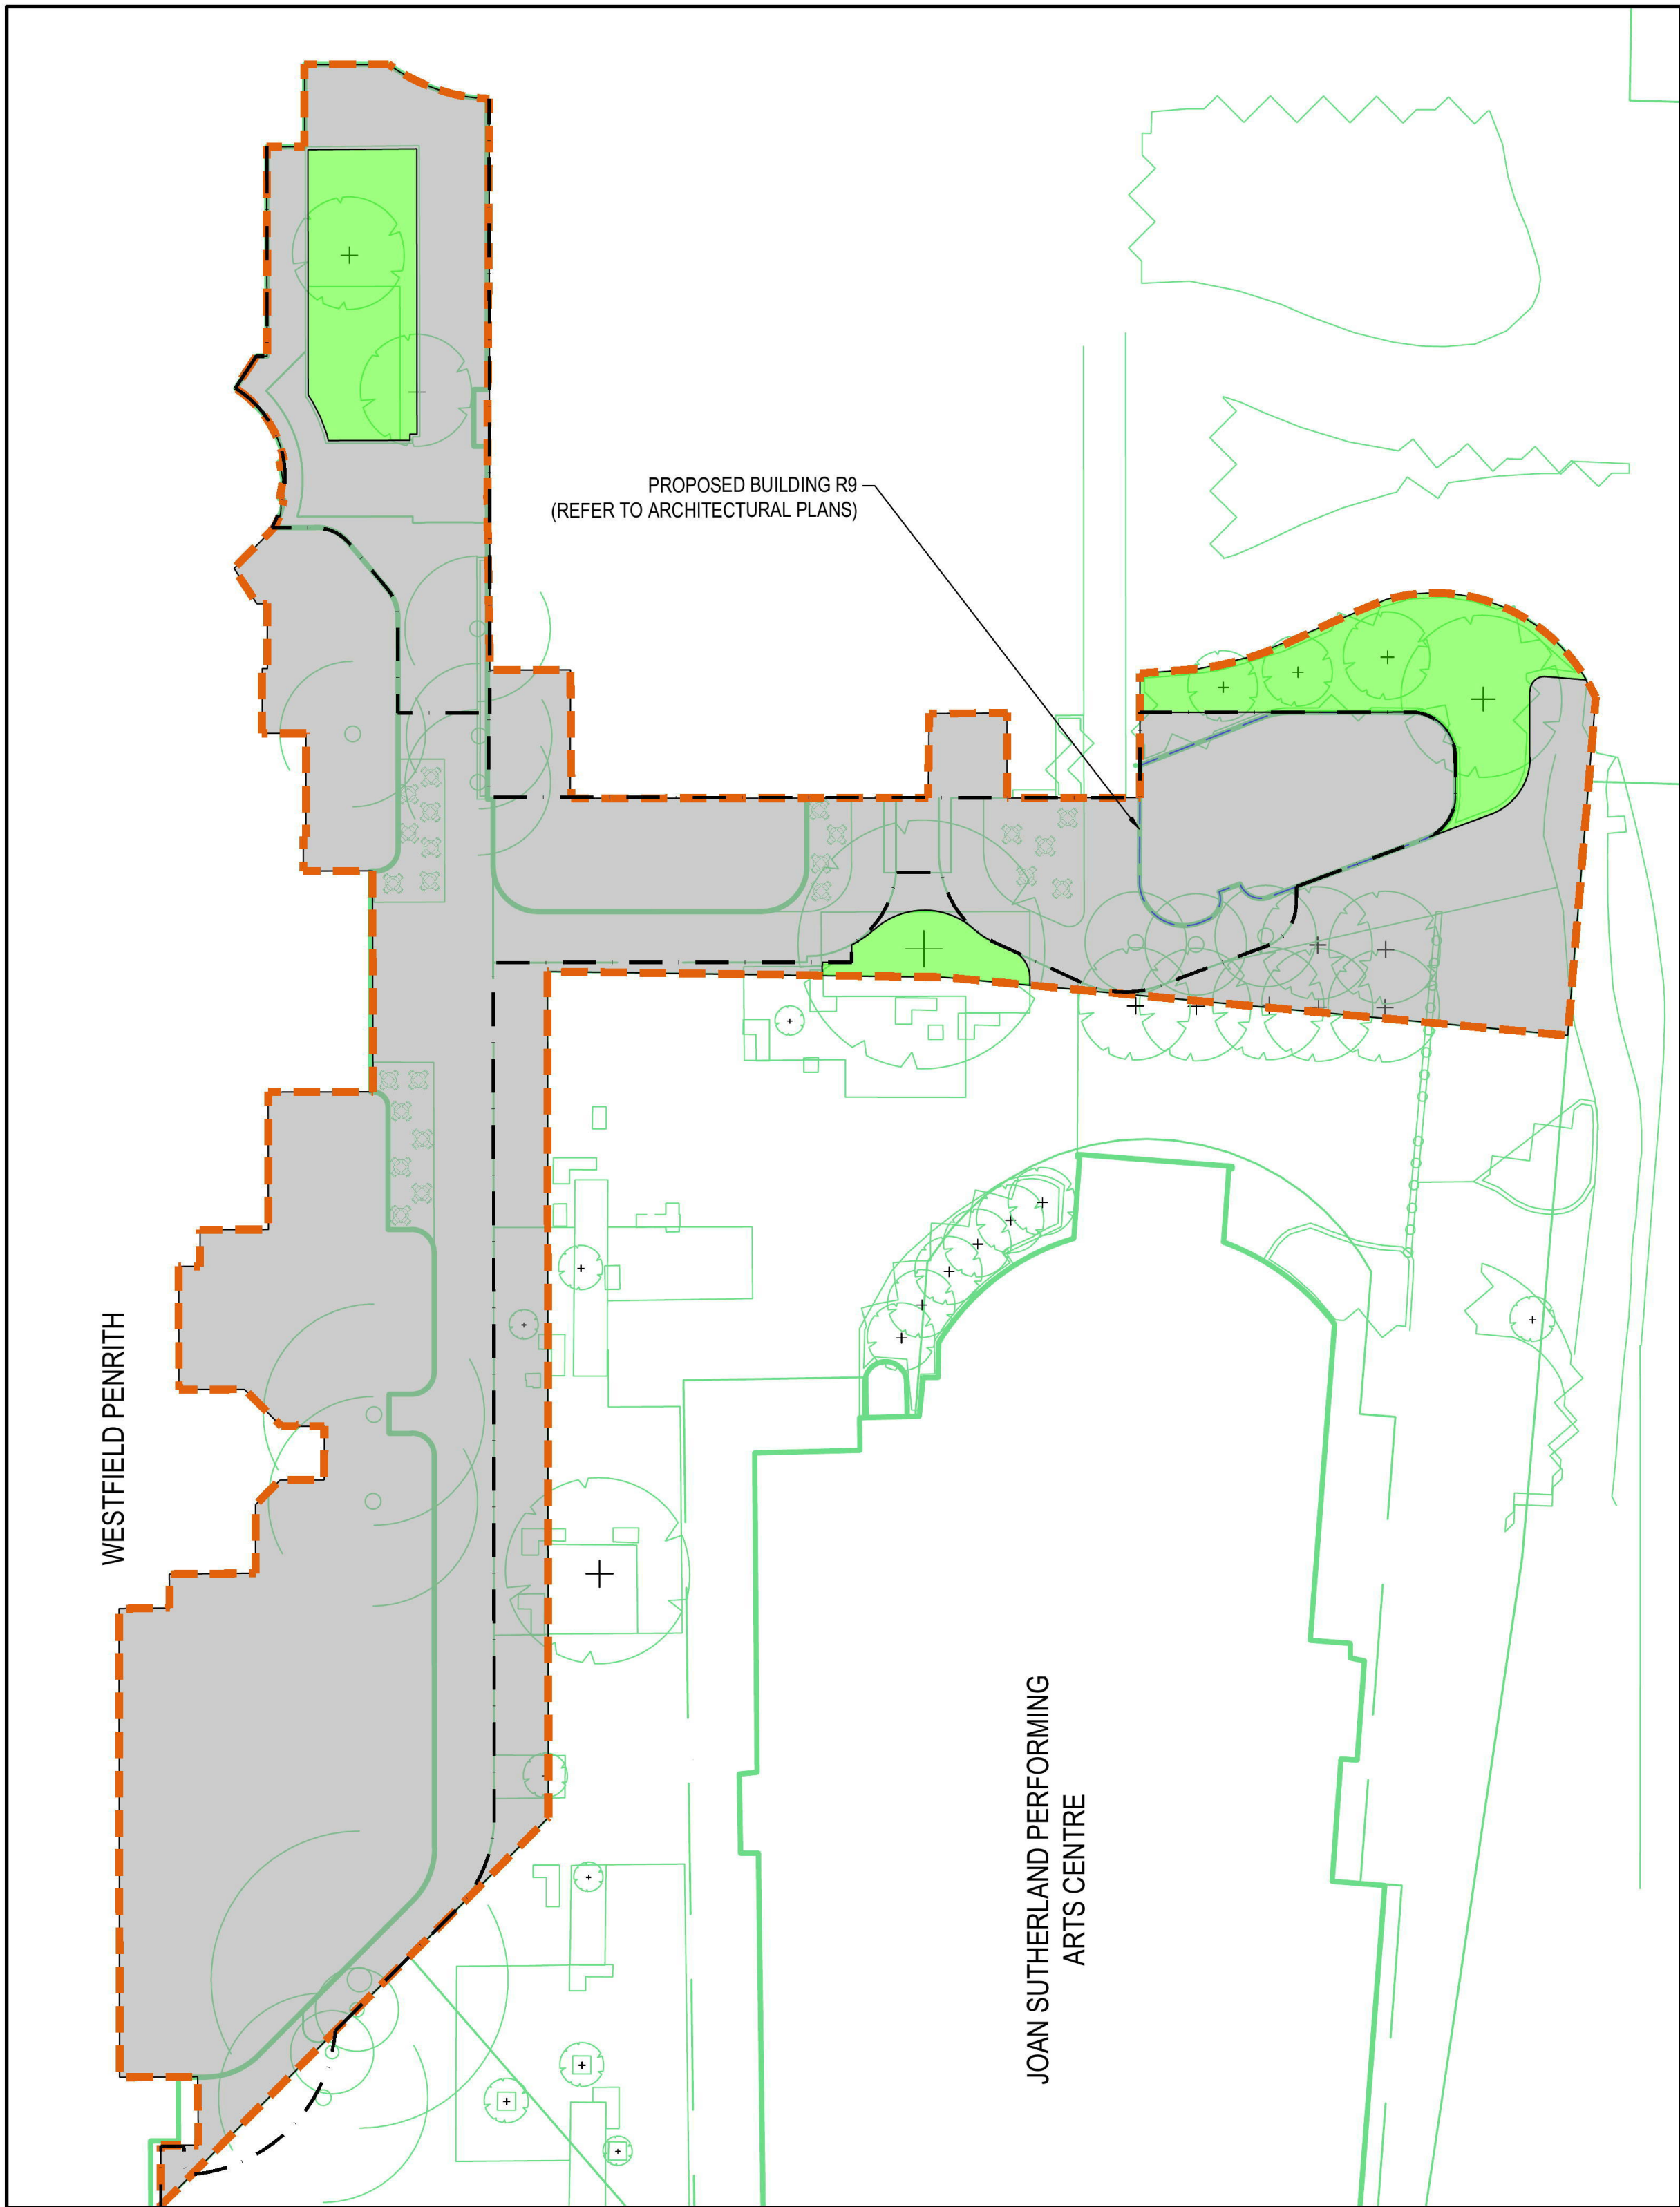 PROPOSED BUILDING R9
(REFER TO ARCHITECTURAL PLANS)
WESTFIELD PENRITH
JOAN SUTHERLAND PERFORMING
ARTS CENTRE